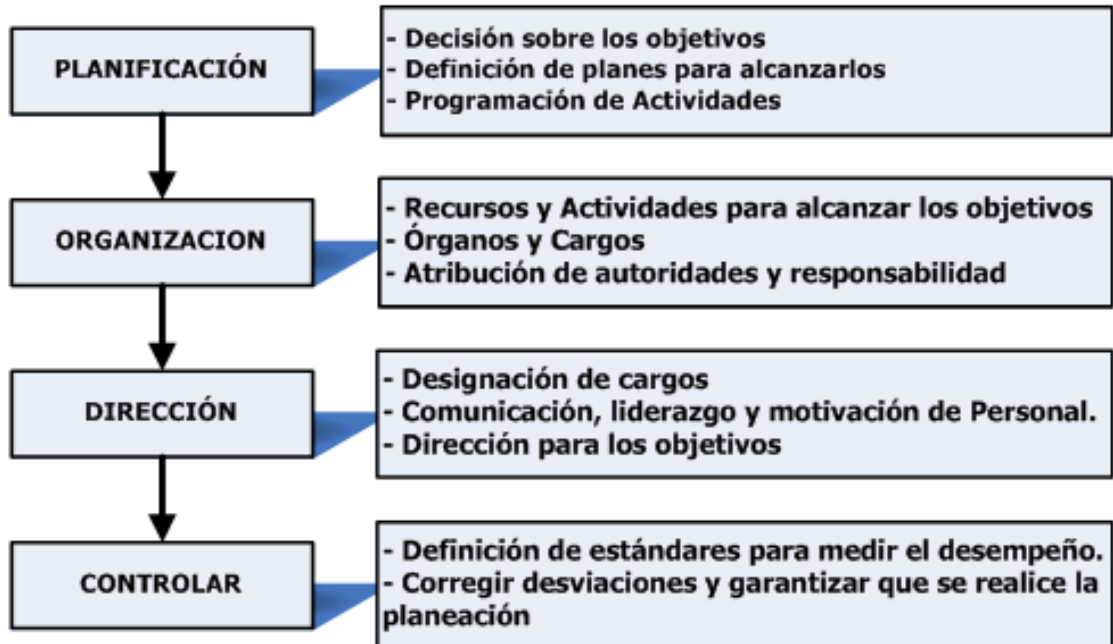 PLANIFICACIÓN
- Decisión sobre los objetivos
- Definición de planes para alcanzarlos
- Programación de Actividades
ORGANIZACION
- Recursos y Actividades para alcanzar los objetivos
- Órganos y Cargos
- Atribución de autoridades y responsabilidad
DIRECCIÓN
- Designación de cargos
- Comunicación, liderazgo y motivación de Personal.
- Dirección para los objetivos
CONTROLAR
- Definición de estándares para medir el desempeño.
- Corregir desviaciones y garantizar que se realice la
planeación